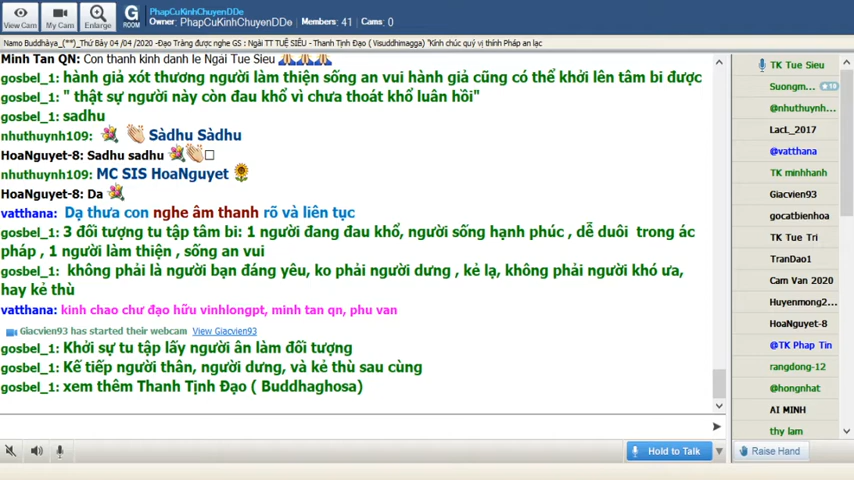 PhapCuKinhChuyenDDe
Owner: PhapCuKinhChuyenDDe Members: 41 Cams: 0
View Cam
My Cam
Enlarge
G
ROOM
Namo Buddhàya_(**)_Thứ Bảy 04 /04 /2020 -Đạo Tràng được nghe GS : Ngài TT TUỆ SIÊU - Thanh Tịnh Đạo ( Visuddhimagga) "Kính chúc quý vị thính Pháp an lạc
Minh Tan QN: Con thanh kinh danh le Ngài Tue Sieu
gosbel_1: hành giả xót thương người làm thiện sống an vui hành giả cũng có thể khởi lên tâm bi được
gosbel_1: " thật sự người này còn đau khổ vì chưa thoát khổ luân hồi"
gosbel_1: sadhu
nhuthuynh109: Sàdhu Sàdhu
HoaNguyet-8: Sadhu sadhu
nhuthuynh109: MC SIS HoaNguyet
HoaNguyet-8: Da
vatthana: Dạ thưa con nghe âm thanh rõ và liên tục
gosbel_1: 3 đối tượng tu tập tâm bi: 1 người đang đau khổ, người sống hạnh phúc , dễ duôi trong ác
pháp , 1 người làm thiện , sống an vui
gosbel_1: không phải là người bạn đáng yêu, ko phải người dưng , kẻ lạ, không phải người khó ưa,
hay kẻ thù
vatthana: kinh chao chư đạo hữu vinhlongpt, minh tan qn, phu van
Giacvien93 has started their webcam View Giacvien93
gosbel_1: Khởi sự tu tập lấy người ân làm đối tượng
gosbel_1: Kế tiếp người thân, người dưng, và kẻ thù sau cùng
gosbel_1: xem thêm Thanh Tịnh Đạo ( Buddhaghosa)
Hold to Talk
TK Tue Sieu
Suongm... 18
@nhuthuynh...
LacL_2017
@vatthana
TK minhhanh
Giacvien93
gocatbienhoa
TK Tue Tri
TranDao1
Cam Van 2020
Huyenmong2...
HoaNguyet-8
@TK Phap Tin
rangdong-12
@hongnhat
AI MINH
thy lam
Raise Hand